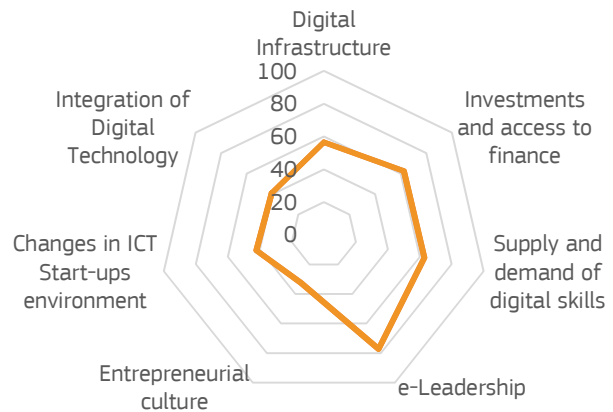 Digital
Infrastructure
100
80
60
40
20
0
Investments
and access to
finance
Supply and
demand of
digital skills
e-Leadership
Entrepreneurial
culture
Changes in ICT
Start-ups
environment
Integration of
Digital
Technology